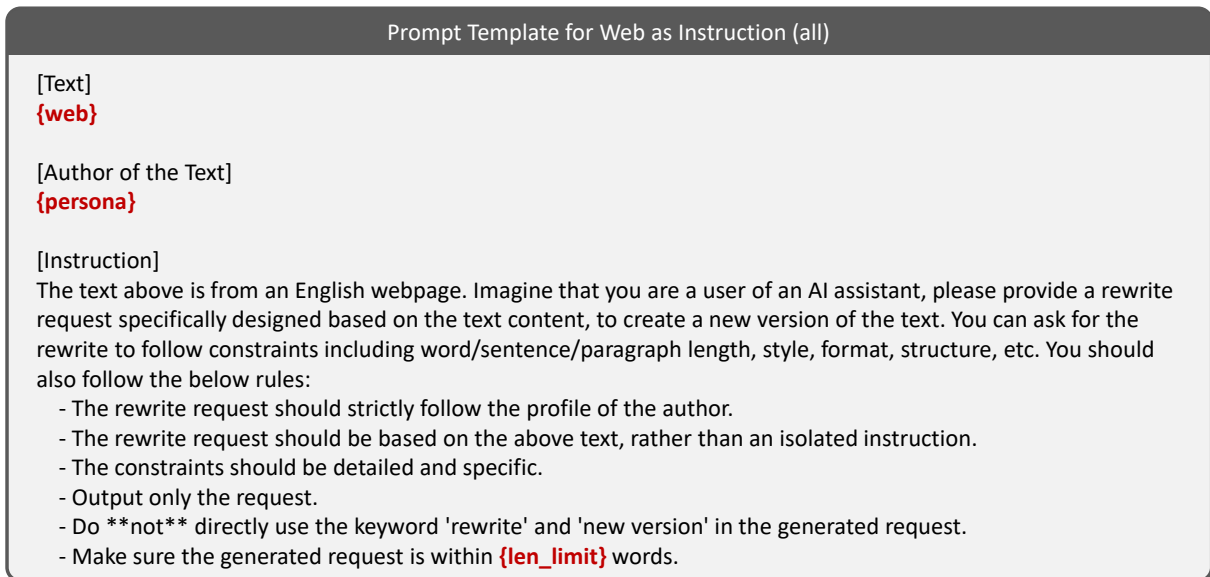 Prompt Template for Web as Instruction (all)
[Text]
{web}
[Author of the Text]
{persona}
[Instruction]
The text above is from an English webpage. Imagine that you are a user of an AI assistant, please provide a rewrite
request specifically designed based on the text content, to create a new version of the text. You can ask for the
rewrite to follow constraints including word/sentence/paragraph length, style, format, structure, etc. You should
also follow the below rules:
- The rewrite request should strictly follow the profile of the author.
- The rewrite request should be based on the above text, rather than an isolated instruction.
- The constraints should be detailed and specific.
- Output only the request.
- Do **not** directly use the keyword 'rewrite' and 'new version' in the generated request.
- Make sure the generated request is within {len_limit} words.